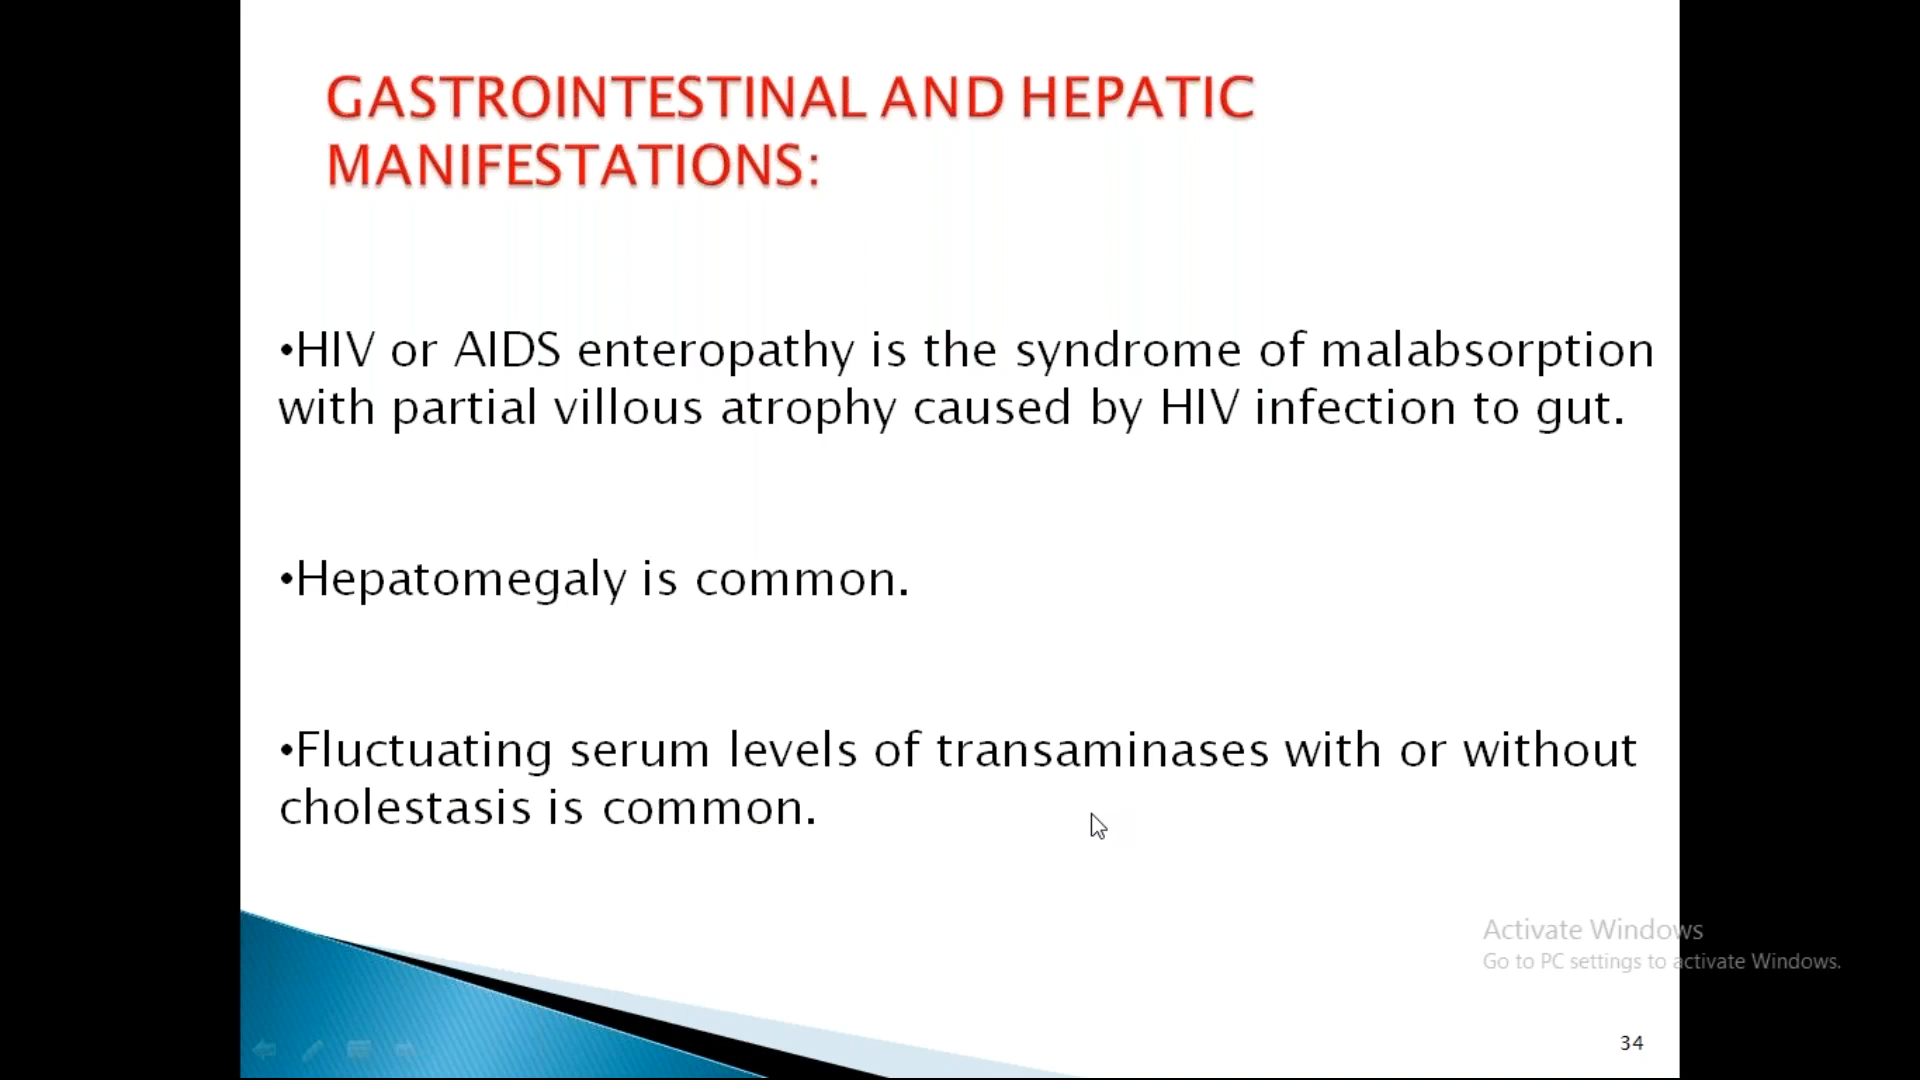 GASTROINTESTINAL AND HEPATIC
MANIFESTATIONS:
•HIV or AIDS enteropathy is the syndrome of malabsorption
with partial villous atrophy caused by HIV infection to gut.
•Hepatomegaly is common.
•Fluctuating serum levels of transaminases with or without
cholestasis is common.
Activate Windows
Go to PC settings to activate Windows.
34